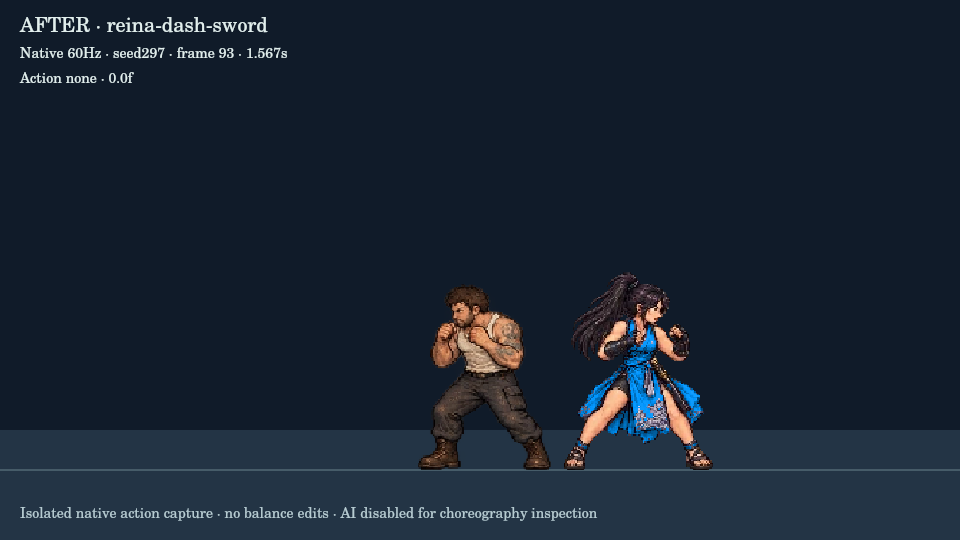 AFTER · reina-dash-sword
Native 60Hz · seed297 · frame 93 · 1.567s
Action none · 0.0f
Isolated native action capture · no balance edits · AI disabled for choreography inspection